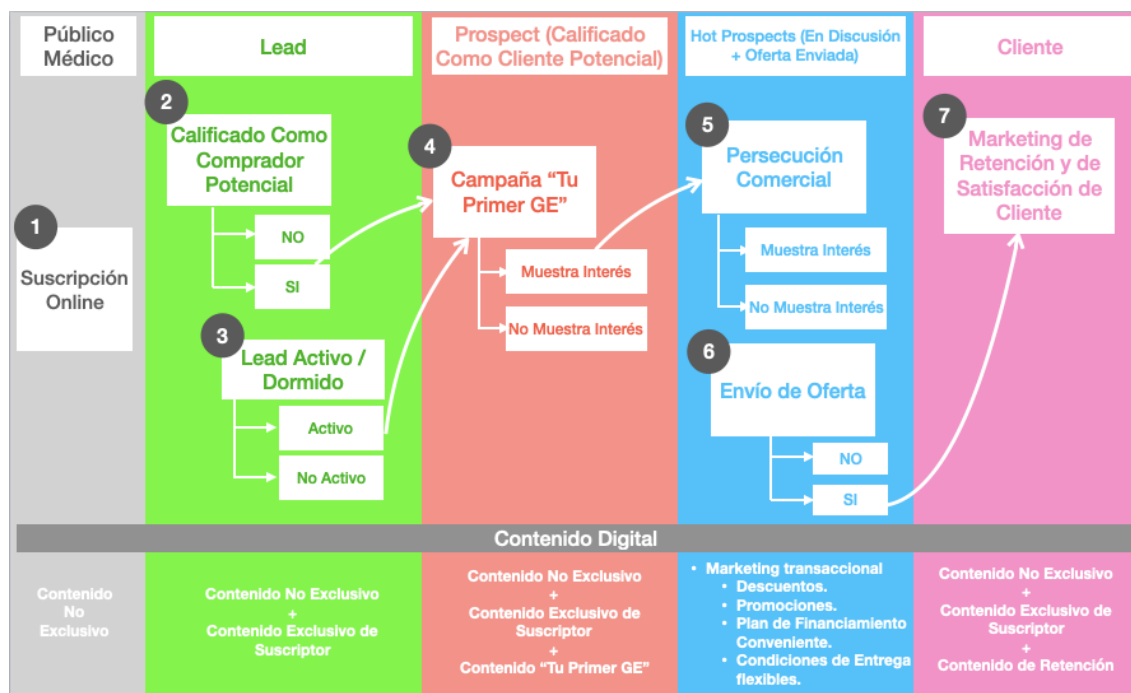 Público
Médico
Lead
Prospect (Calificado
Como Cliente Potencial)
Hot Prospects (En Discusión
+ Oferta Enviada)
Cliente
1
Suscripción
Online
2
Calificado Como
Comprador
Potencial
NO
SI
3
Lead Activo /
Dormido
Activo
No Activo
4
Campaña “Tu
Primer GE”
Muestra Interés
No Muestra Interés
5
Persecución
Comercial
Muestra Interés
No Muestra Interés
6
Envío de Oferta
NO
SI
7
Marketing de
Retención y de
Satisfacción de
Cliente
Contenido Digital
Contenido
No
Exclusivo
Contenido No Exclusivo
+
Contenido Exclusivo de
Suscriptor
Contenido No Exclusivo
+
Contenido Exclusivo de
Suscriptor
+
Contenido “Tu Primer GE”
• Marketing transaccional
• Descuentos.
• Promociones.
• Plan de Financiamiento
Conveniente.
• Condiciones de Entrega
flexibles.
Contenido No Exclusivo
+
Contenido Exclusivo de
Suscriptor
+
Contenido de Retención